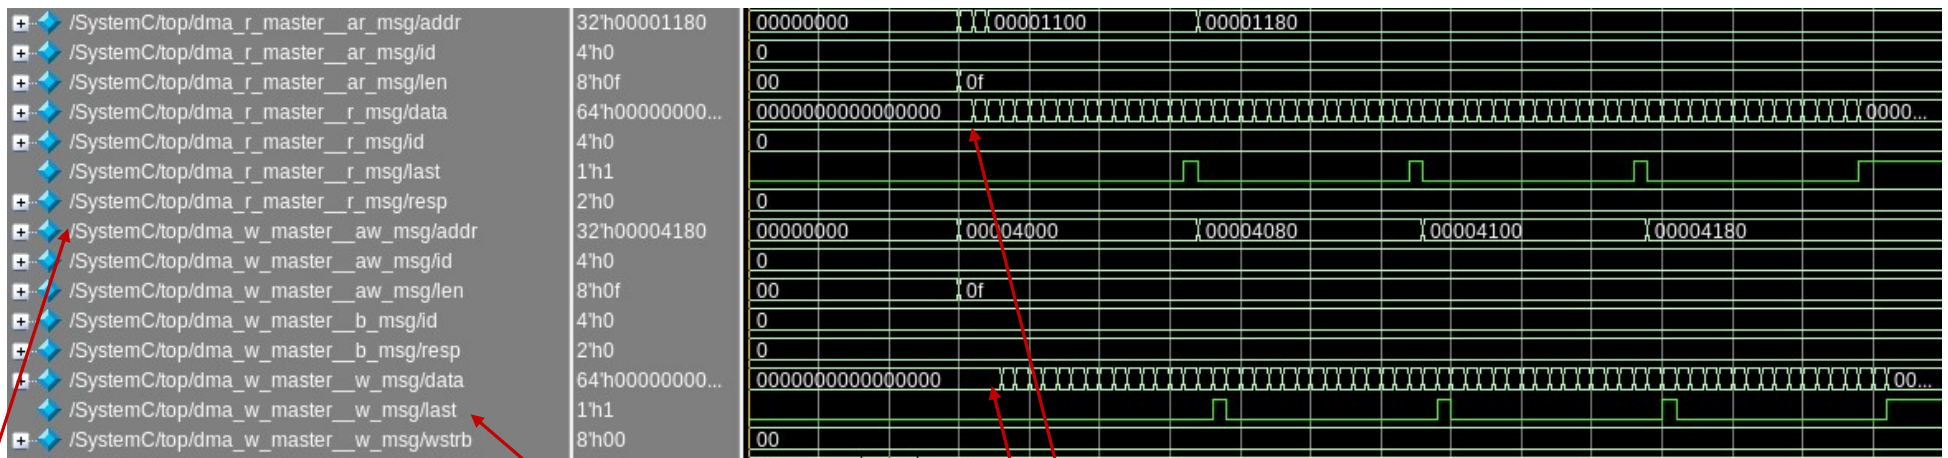 /SystemC/top/dma_r_master__ar_msg/addr 32'h00001180 00000000 00001100 00001180
/SystemC/top/dma_r_master__ar_msg/id 4'h0 0
/SystemC/top/dma_r_master__ar_msg/len 8'h0f 00 0f
/SystemC/top/dma_r_master__r_msg/data 64'h00000000... 0000000000000000 0000...
/SystemC/top/dma_r_master__r_msg/id 4'h0 0
/SystemC/top/dma_r_master__r_msg/last 1'h1
/SystemC/top/dma_r_master__r_msg/resp 2'h0 0
/SystemC/top/dma_w_master__aw_msg/addr 32'h00004180 00000000 00004000 00004080 00004100 00004180
/SystemC/top/dma_w_master__aw_msg/id 4'h0 0
/SystemC/top/dma_w_master__aw_msg/len 8'h0f 00 0f
/SystemC/top/dma_w_master__b_msg/id 4'h0 0
/SystemC/top/dma_w_master__b_msg/resp 2'h0 0
/SystemC/top/dma_w_master__w_msg/data 64'h00000000... 0000000000000000 00...
/SystemC/top/dma_w_master__w_msg/last 1'h1
/SystemC/top/dma_w_master__w_msg/wstrb 8'h00 00